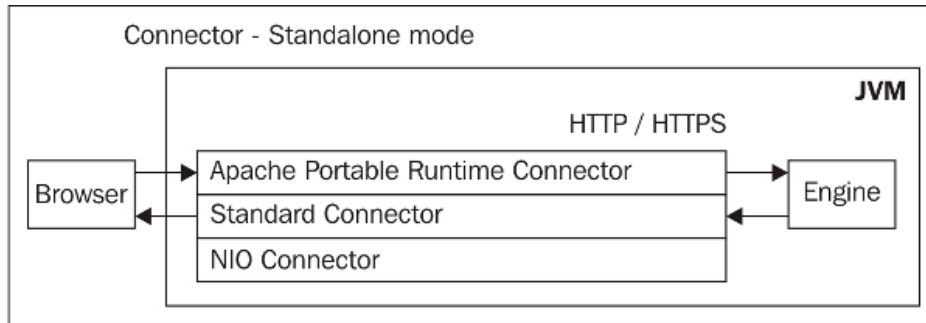 Connector - Standalone mode
JVM
HTTP / HTTPS
Browser
Apache Portable Runtime Connector
Standard Connector
NIO Connector
Engine